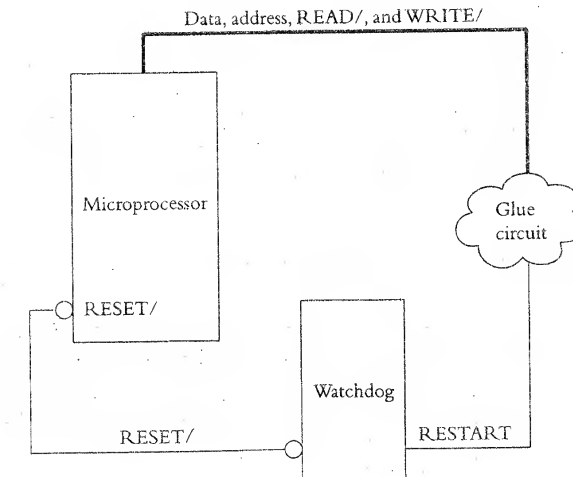 Data, address, READ/, and WRITE/
Microprocessor
Glue
circuit
RESET/
Watchdog
RESET/
RESTART